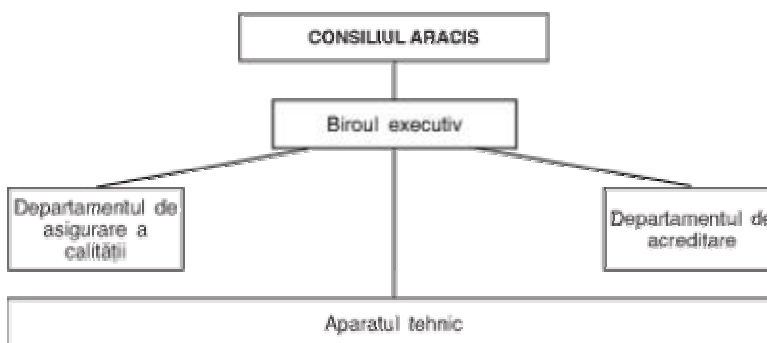 CONSILIUL ARACIS
Biroul executiv
Departamentul de
asigurare a
calității
Departamentul de
acreditare
Aparatul tehnic